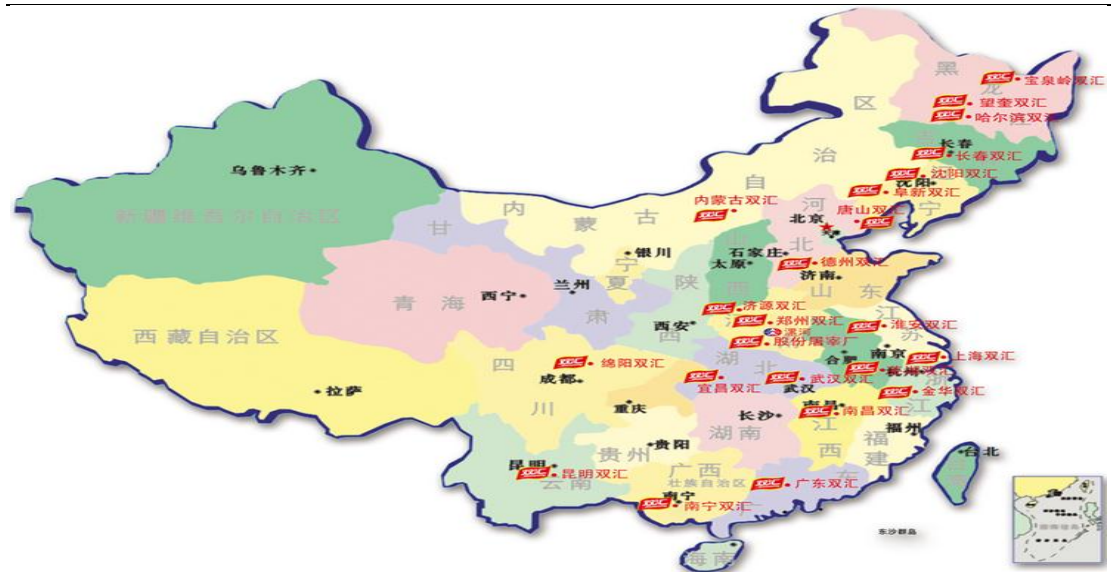 黑
龙
江
宝泉岭双汇
区
望奎双汇
哈尔滨双汇
治
长春
长春双汇
乌鲁木齐
自
沈阳双汇
沈阳
阜新双汇
宁
新疆维吾尔自治区
内
蒙
古
内蒙古双汇
河
北
北京
唐山双汇
甘
肃
银川
宁
夏
石家庄
太原
西
德州双汇
济南
山
东
青海
西宁
兰州
陕
西
西安
济源双汇
郑州双汇
漯河
股份屠宰厂
江
苏
淮安双汇
西藏自治区
拉萨
四
川
绵阳双汇
成都
重庆
湖
北
宜昌双汇
武汉双汇
武汉
合肥
南京
上海双汇
杭州
浙
江
金华双汇
长沙
湖南
南昌
南昌双汇
江
西
福
建
福州
贵州
贵阳
昆明
昆明双汇
云南
广西
壮族自治区
南宁
南宁双汇
广东双汇
广
东
台北
海南
东沙群岛